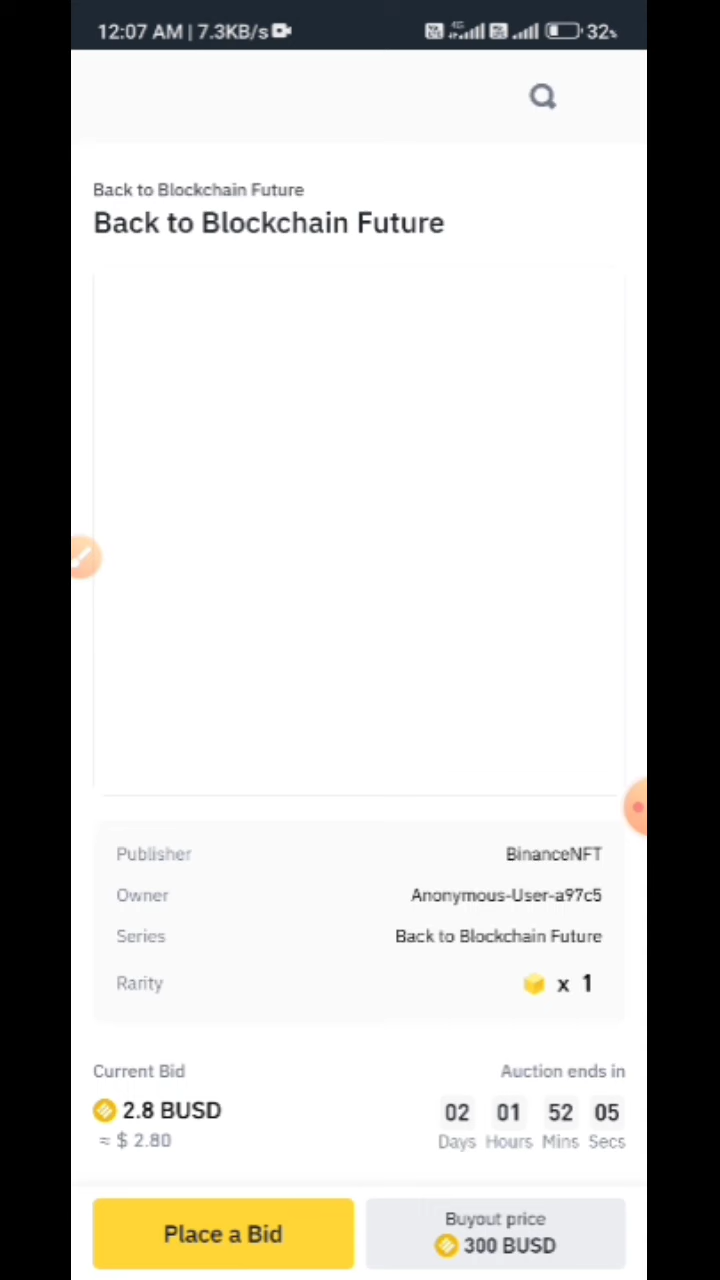 12:07 AM | 7.3KB/s
4G
32%
Back to Blockchain Future
Back to Blockchain Future
Publisher BinanceNFT
Owner Anonymous-User-a97c5
Series Back to Blockchain Future
Rarity x 1
Current Bid Auction ends in
2.8 BUSD 02 01 52 05
≈ $ 2.80 Days Hours Mins Secs
Place a Bid
Buyout price
300 BUSD